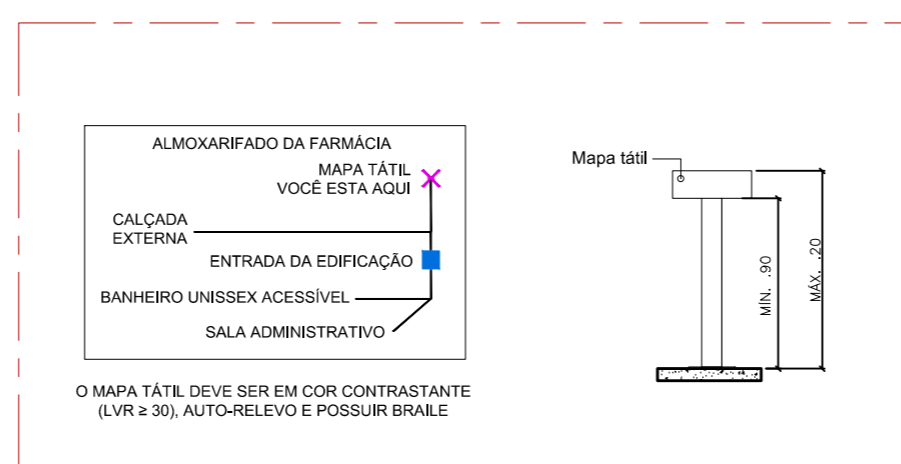 ALMOXARIFADO DA FARMÁCIA
MAPA TÁTIL
VOCÊ ESTA AQUI
CALÇADA
EXTERNA
ENTRADA DA EDIFICAÇÃO
BANHEIRO UNISSEX ACESSÍVEL
SALA ADMINISTRATIVO
O MAPA TÁTIL DEVE SER EM COR CONTRASTANTE
(LVR ≥ 30), AUTO-RELEVO E POSSUIR BRAILE
Mapa tátil
MÍN. .90
MÁX. .20